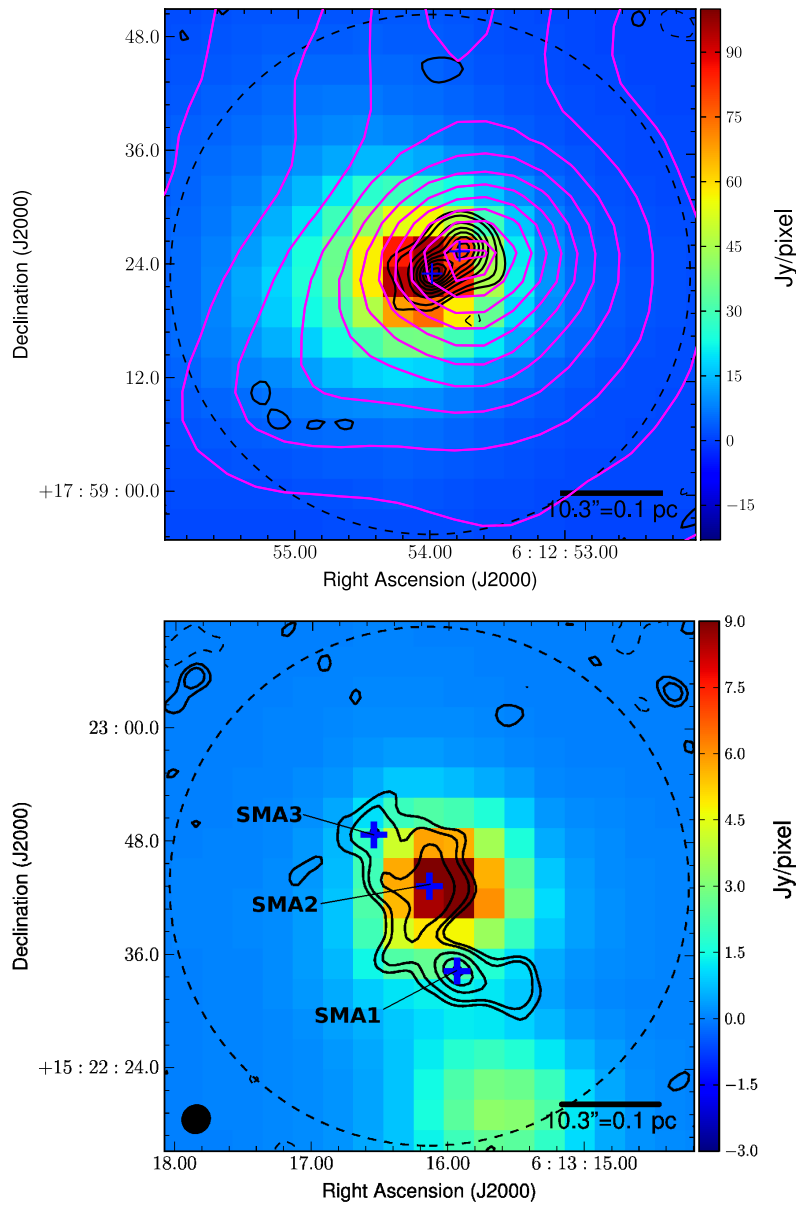 48.0
36.0
24.0
12.0
+17 : 59 : 00.0
Declination (J2000)
55.00
54.00
6 : 12 : 53.00
Right Ascension (J2000)
10.3"=0.1 pc
90
75
60
45
30
15
0
−15
Jy/pixel
23 : 00.0
48.0
36.0
+15 : 22 : 24.0
Declination (J2000)
SMA3
SMA2
SMA1
10.3"=0.1 pc
18.00
17.00
16.00
6 : 13 : 15.00
Right Ascension (J2000)
9.0
7.5
6.0
4.5
3.0
1.5
0.0
−1.5
−3.0
Jy/pixel